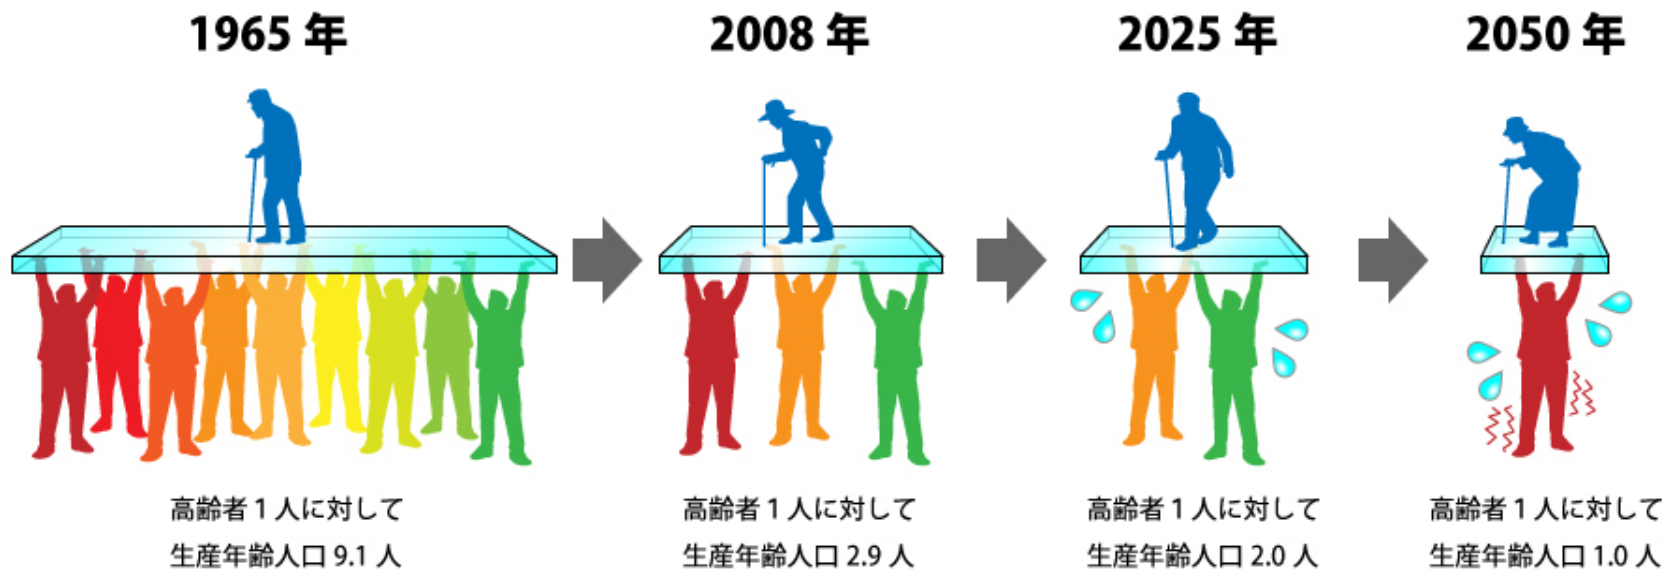 1965 年
2008 年
2025 年
2050 年
高齢者 1 人に対して
生産年齢人口 9.1 人
高齢者 1 人に対して
生産年齢人口 2.9 人
高齢者 1 人に対して
生産年齢人口 2.0 人
高齢者 1 人に対して
生産年齢人口 1.0 人